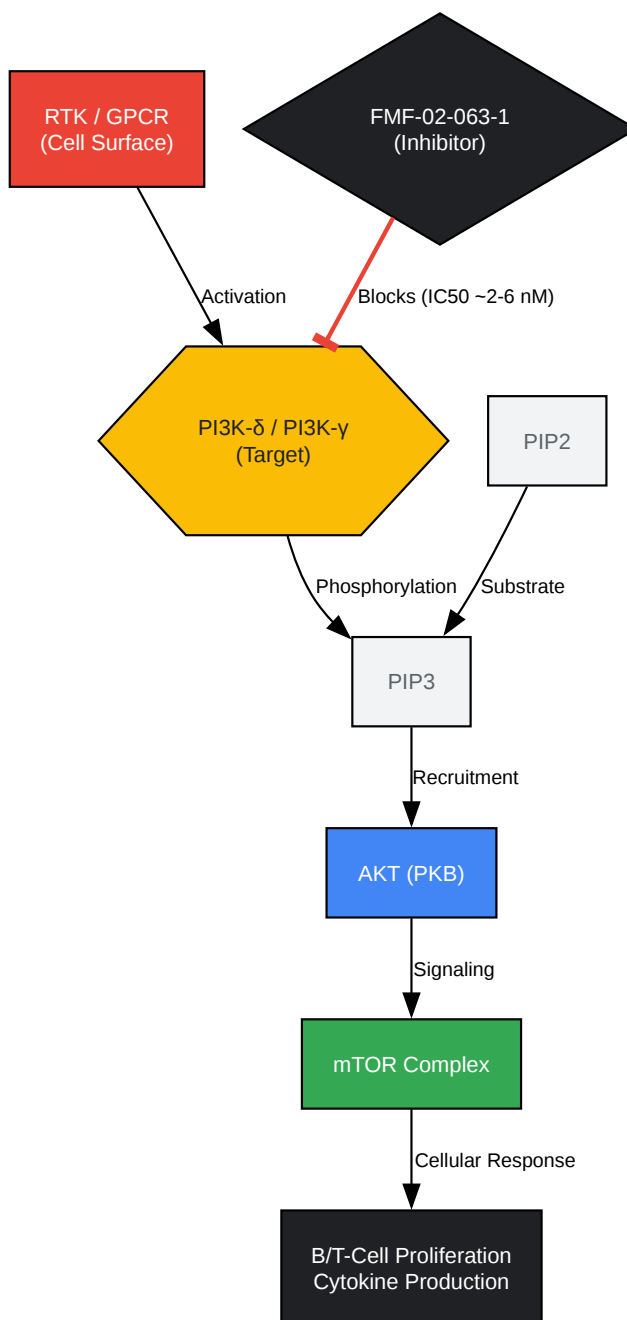 RTK / GPCR
(Cell Surface)
FMF-02-063-1
(Inhibitor)
Activation
Blocks (IC50 ~2-6 nM)
PI3K-δ / PI3K-γ
(Target)
PIP2
Phosphorylation
Substrate
PIP3
Recruitment
AKT (PKB)
Signaling
mTOR Complex
Cellular Response
B/T-Cell Proliferation
Cytokine Production